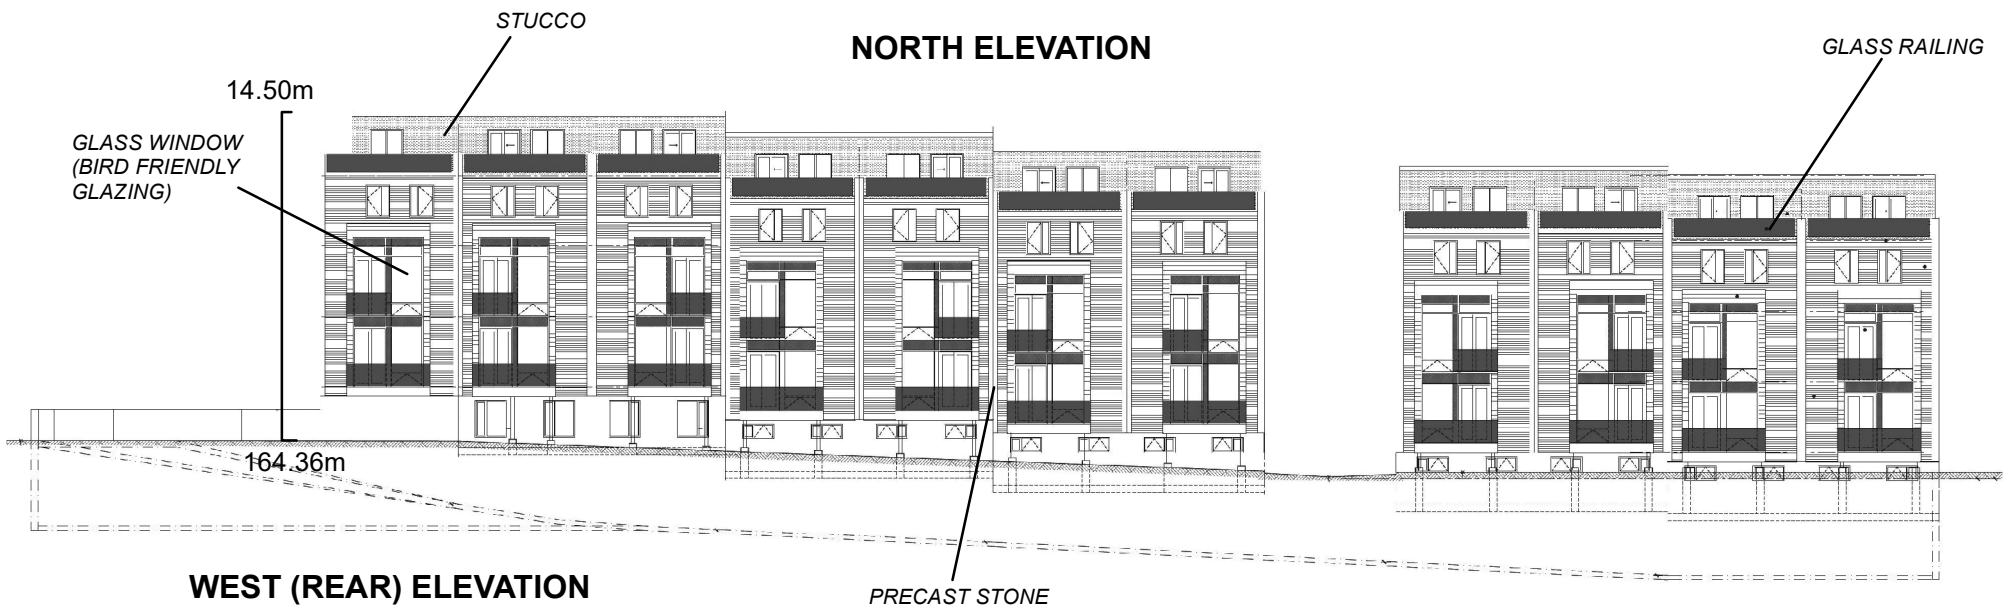 STUCCO
NORTH ELEVATION
GLASS RAILING
14.50m
GLASS WINDOW
(BIRD FRIENDLY
GLAZING)
164.36m
WEST (REAR) ELEVATION
PRECAST STONE